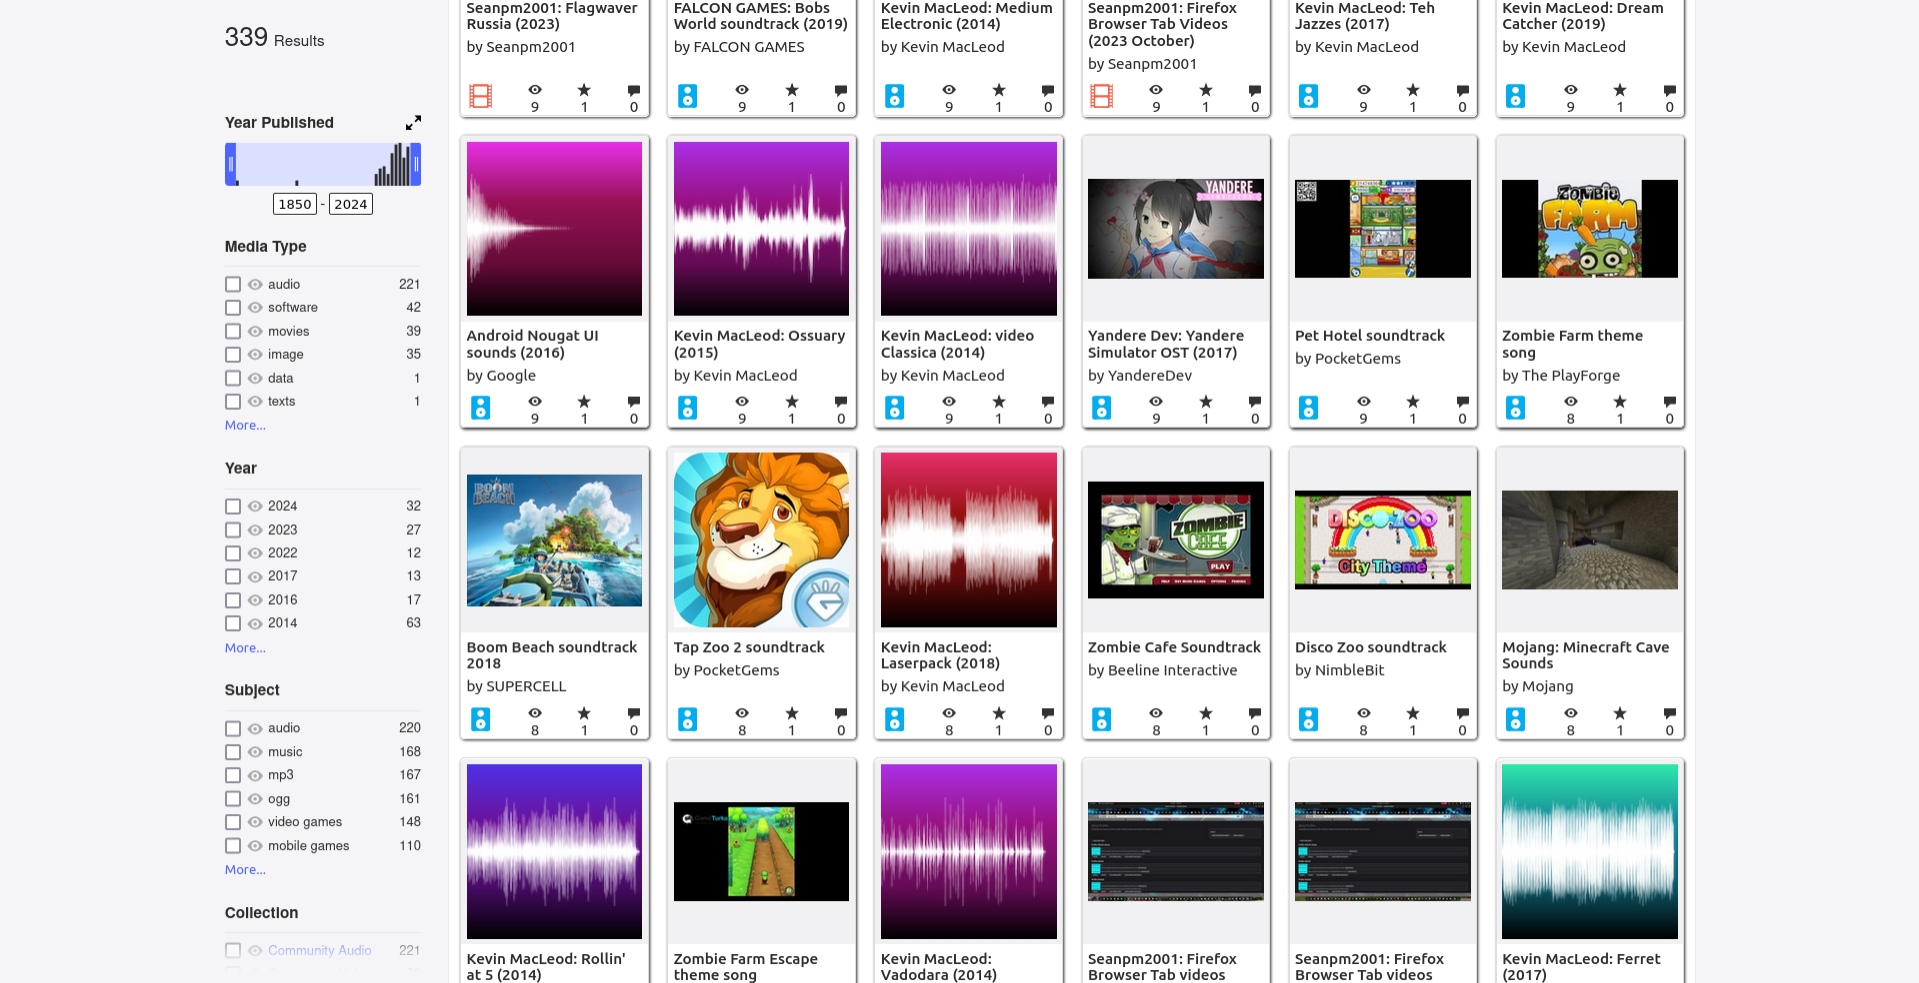 339 Results
Year Published
1850 - 2024
Media Type
audio 221
software 42
movies 39
image 35
data 1
texts 1
More...
Year
2024 32
2023 27
2022 12
2017 13
2016 17
2014 63
More...
Subject
audio 220
music 168
mp3 167
ogg 161
video games 148
mobile games 110
More...
Collection
Community Audio 221
Seanpm2001: Flagwaver
Russia (2023)
by Seanpm2001
9 1 0
FALCON GAMES: Bobs
World soundtrack (2019)
by FALCON GAMES
9 1 0
Kevin MacLeod: Medium
Electronic (2014)
by Kevin MacLeod
9 1 0
Seanpm2001: Firefox
Browser Tab Videos
(2023 October)
by Seanpm2001
9 1 0
Kevin MacLeod: Teh
Jazzes (2017)
by Kevin MacLeod
9 1 0
Kevin MacLeod: Dream
Catcher (2019)
by Kevin MacLeod
9 1 0
Android Nougat UI
sounds (2016)
by Google
9 1 0
Kevin MacLeod: Ossuary
(2015)
by Kevin MacLeod
9 1 0
Kevin MacLeod: video
Classica (2014)
by Kevin MacLeod
9 1 0
YANDERE
Yandere Dev: Yandere
Simulator OST (2017)
by YandereDev
9 1 0
Pet Hotel soundtrack
by PocketGems
9 1 0
ZOMBIE
FARM
Zombie Farm theme
song
by The PlayForge
8 1 0
BOOM
BEACH
Boom Beach soundtrack
2018
by SUPERCELL
8 1 0
Tap Zoo 2 soundtrack
by PocketGems
8 1 0
Kevin MacLeod:
Laserpack (2018)
by Kevin MacLeod
8 1 0
ZOMBIE
CAFE
PLAY
Zombie Cafe Soundtrack
by Beeline Interactive
8 1 0
DISCO ZOO
City Theme
Disco Zoo soundtrack
by NimbleBit
8 1 0
Mojang: Minecraft Cave
Sounds
by Mojang
8 1 0
Kevin MacLeod: Rollin'
at 5 (2014)
Zombie Farm Escape
theme song
Kevin MacLeod:
Vadodara (2014)
Seanpm2001: Firefox
Browser Tab videos
Seanpm2001: Firefox
Browser Tab videos
Kevin MacLeod: Ferret
(2017)